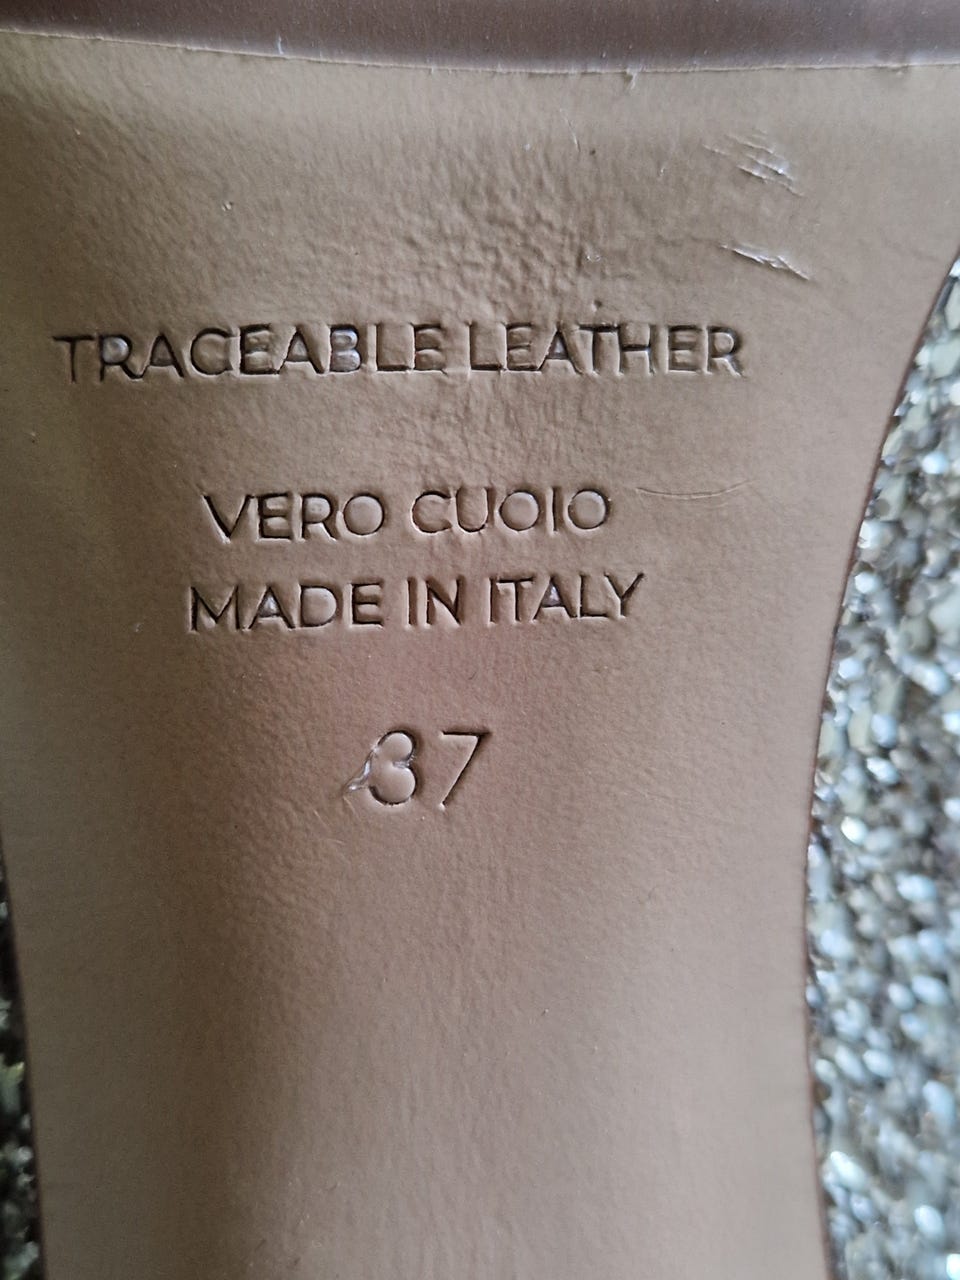 TRACEABLE LEATHER
VERO CUOIO
MADE IN ITALY
37